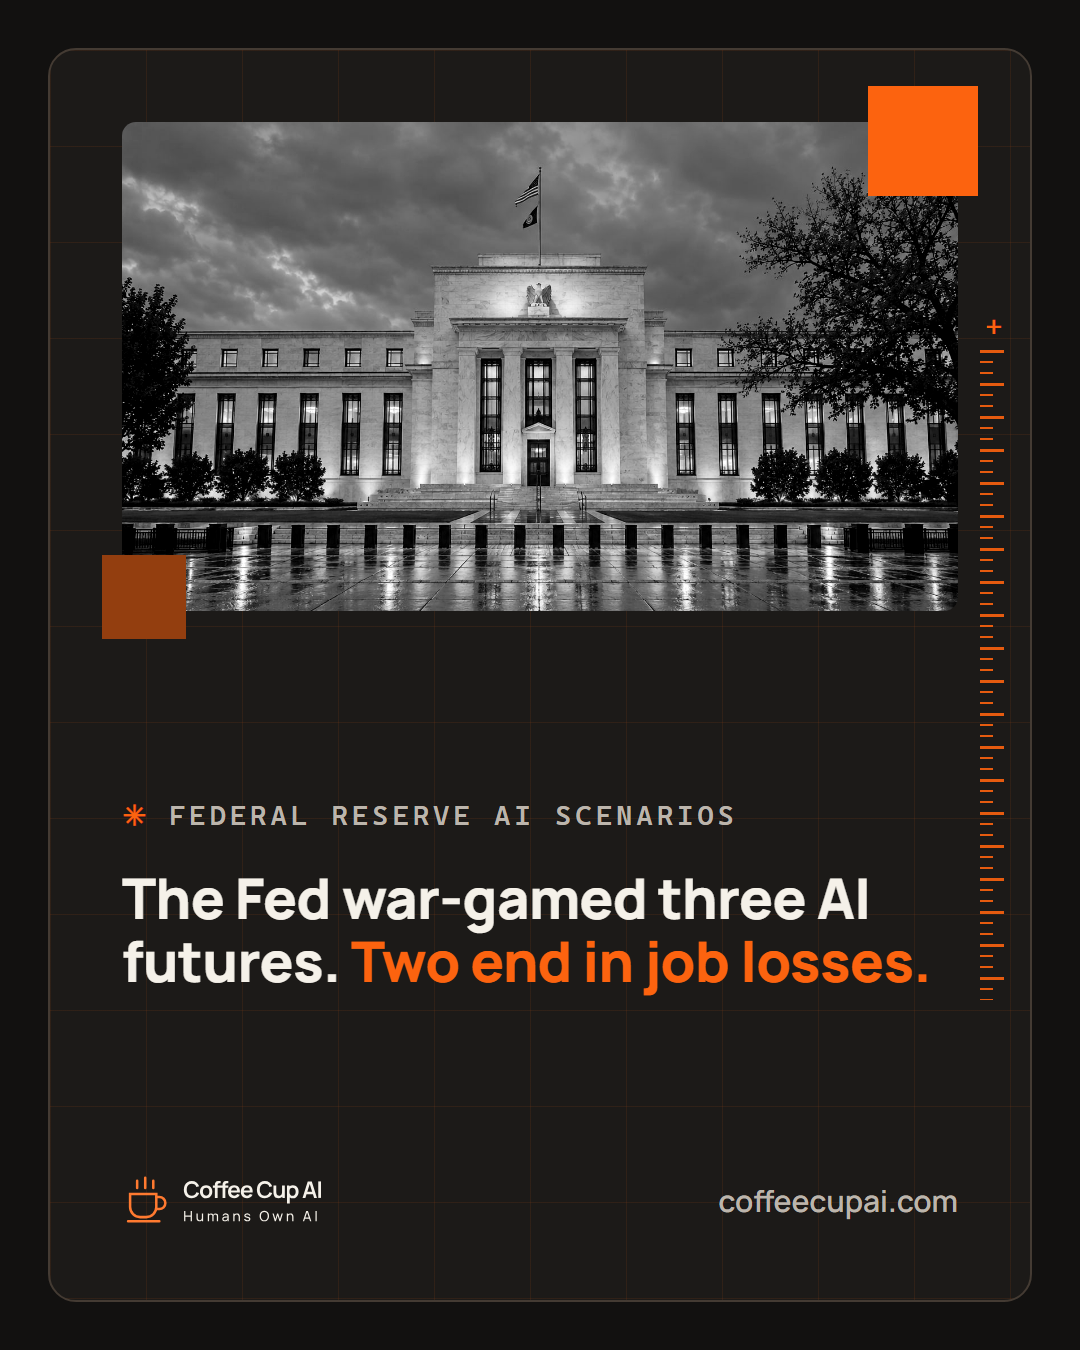 ✳ FEDERAL RESERVE AI SCENARIOS
The Fed war-gamed three AI
futures. Two end in job losses.
Coffee Cup AI
Humans Own AI
coffeecupai.com